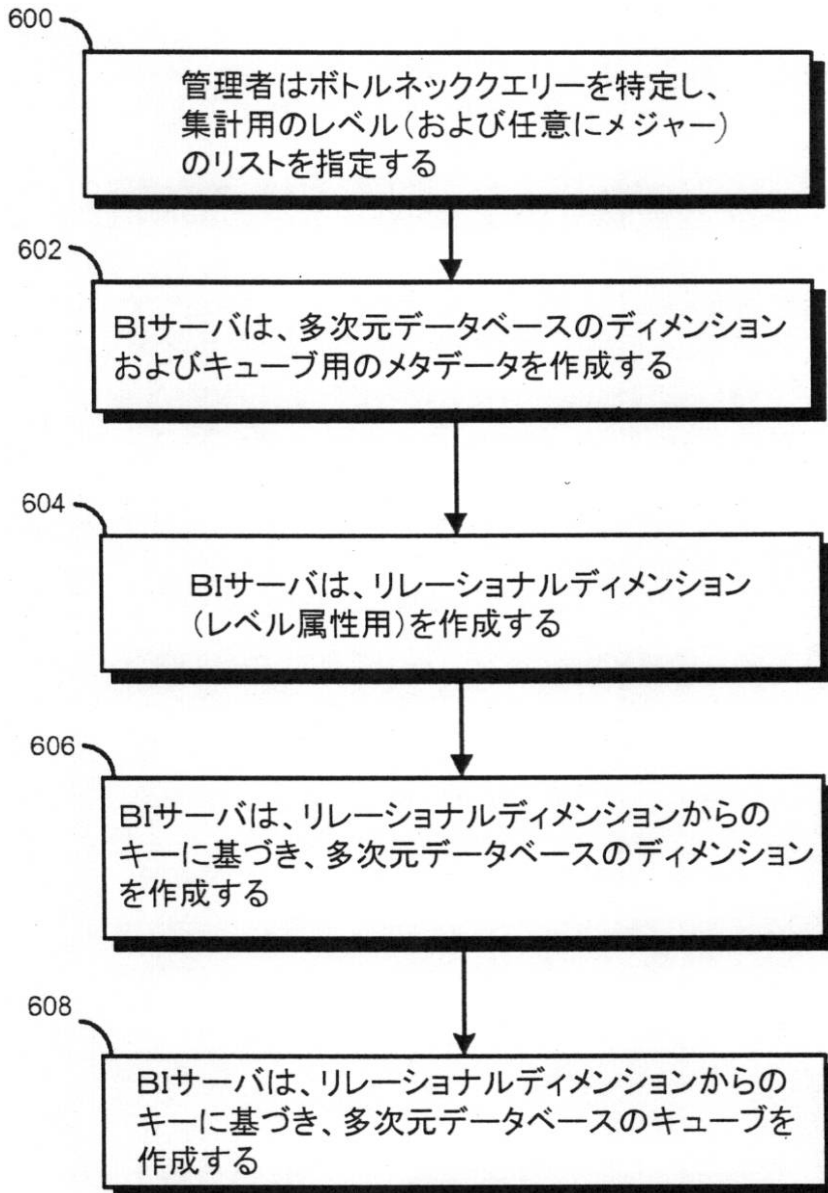 600
管理者はボトルネッククエリーを特定し、
集計用のレベル(および任意にメジャー)
のリストを指定する
602
BIサーバは、多次元データベースのディメンション
およびキューブ用のメタデータを作成する
604
BIサーバは、リレーショナルディメンション
(レベル属性用)を作成する
606
BIサーバは、リレーショナルディメンションからの
キーに基づき、多次元データベースのディメンション
を作成する
608
BIサーバは、リレーショナルディメンションからの
キーに基づき、多次元データベースのキューブを
作成する